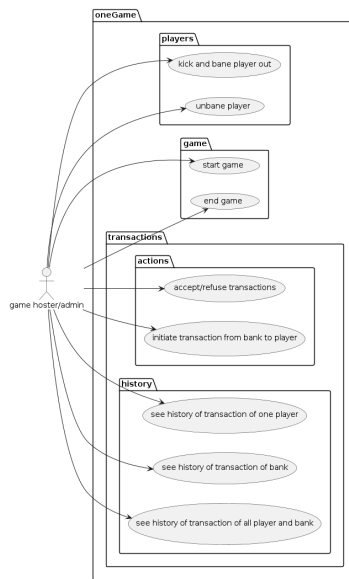 oneGame
players
kick and bane player out
unbane player
game
start game
end game
transactions
actions
game hoster/admin
accept/refuse transactions
initiate transaction from bank to player
history
see history of transaction of one player
see history of transaction of bank
see history of transaction of all player and bank